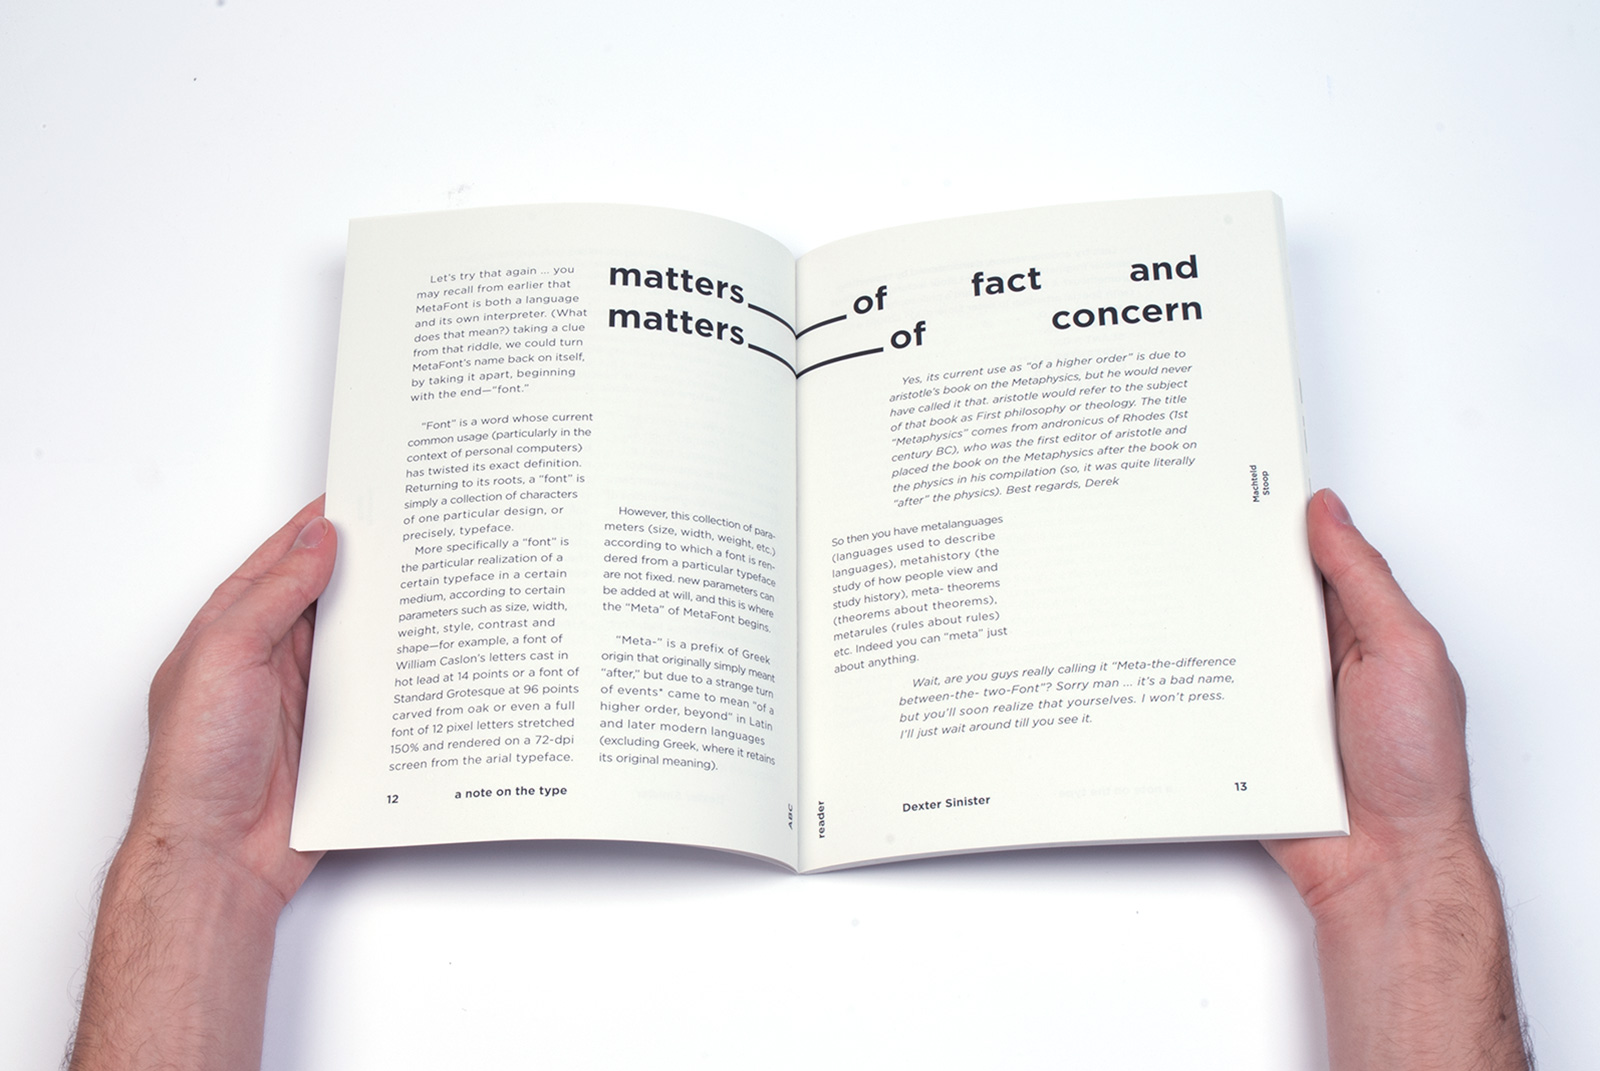 Let's try that again ... you
may recall from earlier that
MetaFont is both a language
and its own interpreter. (What
does that mean?) taking a clue
from that riddle, we could turn
MetaFont's name back on itself,
by taking it apart, beginning
with the end—“font.”
“Font” is a word whose current
common usage (particularly in the
context of personal computers)
has twisted its exact definition.
Returning to its roots, a “font” is
simply a collection of characters
of one particular design, or
precisely, typeface.
More specifically a “font” is
the particular realization of a
certain typeface in a certain
medium, according to certain
parameters such as size, width,
weight, style, contrast and
shape—for example, a font of
William Caslon's letters cast in
hot lead at 14 points or a font of
Standard Grotesque at 96 points
carved from oak or even a full
font of 12 pixel letters stretched
150% and rendered on a 72-dpi
screen from the arial typeface.
matters of fact and
matters of concern
However, this collection of para-
meters (size, width, weight, etc.)
according to which a font is ren-
dered from a particular typeface
are not fixed. new parameters can
be added at will, and this is where
the “Meta” of MetaFont begins.
“Meta-” is a prefix of Greek
origin that originally simply meant
“after,” but due to a strange turn
of events* came to mean “of a
higher order, beyond” in Latin
and later modern languages
(excluding Greek, where it retains
its original meaning).
12 a note on the type
ABC
reader
Yes, its current use as “of a higher order” is due to
aristotle's book on the Metaphysics, but he would never
have called it that. aristotle would refer to the subject
of that book as First philosophy or theology. The title
“Metaphysics” comes from andronicus of Rhodes (1st
century BC), who was the first editor of aristotle and
placed the book on the Metaphysics after the book on
the physics in his compilation (so, it was quite literally
“after” the physics). Best regards, Derek
So then you have metalanguages
(languages used to describe
languages), metahistory (the
study of how people view and
study history), meta- theorems
(theorems about theorems),
metarules (rules about rules)
etc. Indeed you can “meta” just
about anything.
Wait, are you guys really calling it “Meta-the-difference
between-the- two-Font”? Sorry man ... it's a bad name,
but you'll soon realize that yourselves. I won't press.
I'll just wait around till you see it.
Machteld
Stoop
Dexter Sinister 13